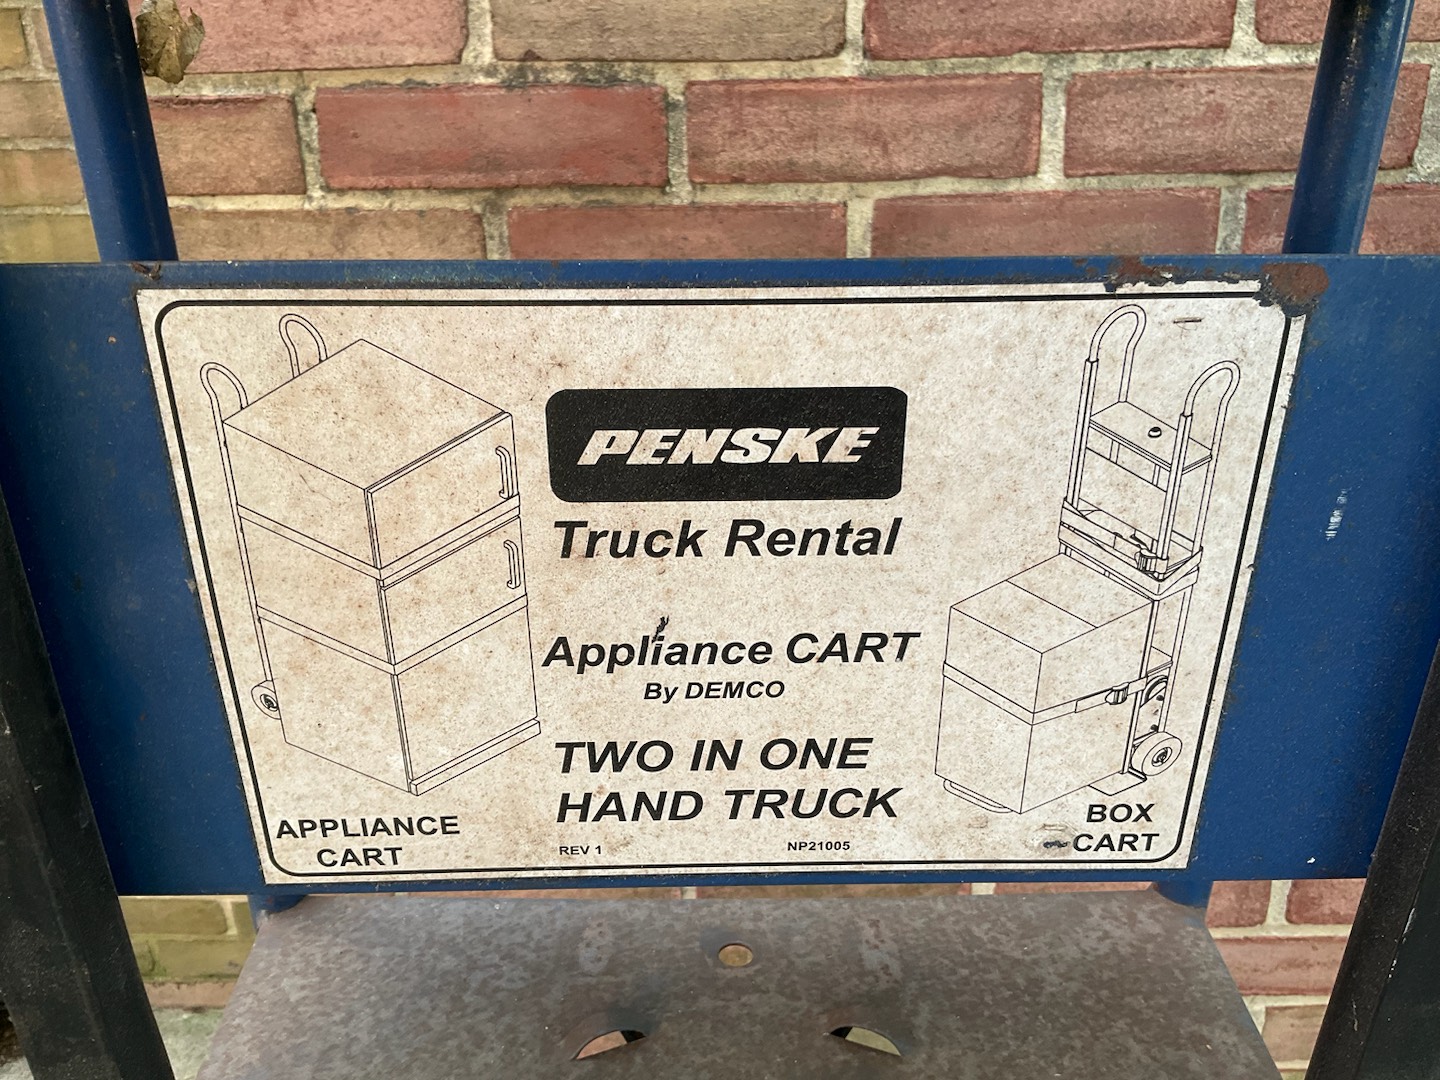 PENSKE
Truck Rental
Appliance CART
By DEMCO
TWO IN ONE
HAND TRUCK
REV 1
NP21005
APPLIANCE
CART
BOX
CART